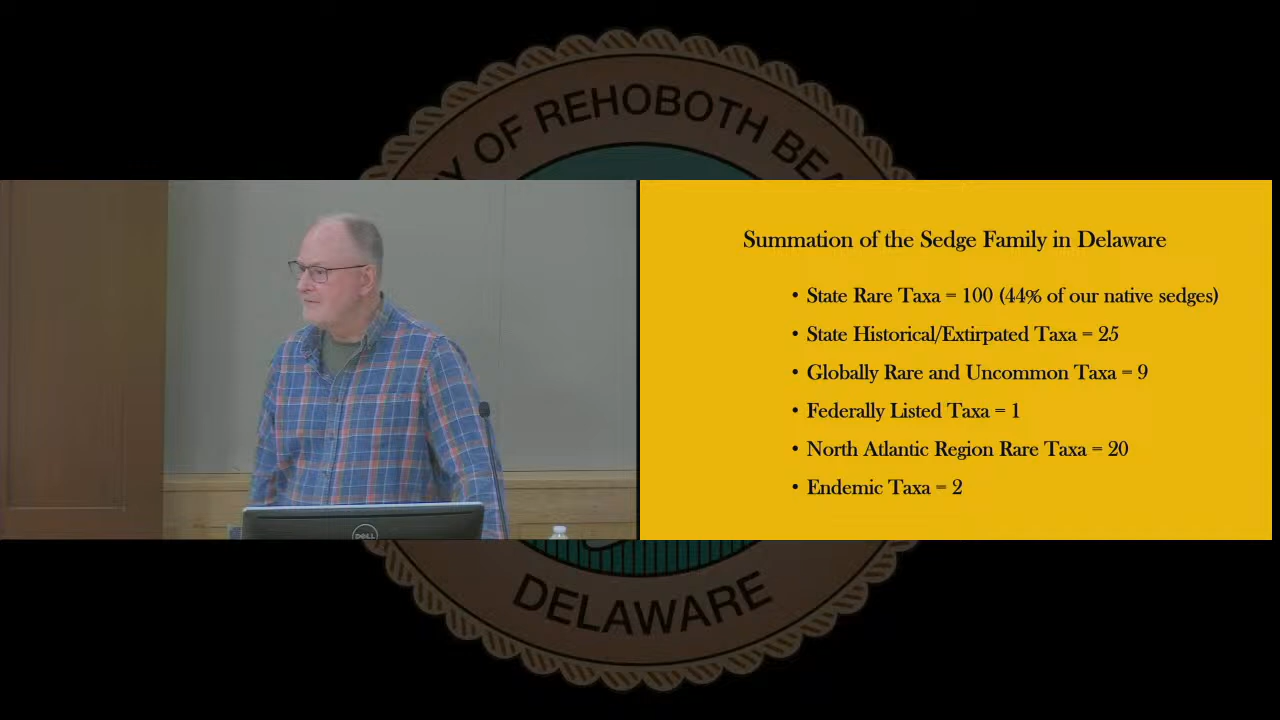 Y OF REHOBOTH BEA
Summation of the Sedge Family in Delaware
• State Rare Taxa = 100 (44% of our native sedges)
• State Historical/Extirpated Taxa = 25
• Globally Rare and Uncommon Taxa = 9
• Federally Listed Taxa = 1
• North Atlantic Region Rare Taxa = 20
• Endemic Taxa = 2
DELL
DELAWARE